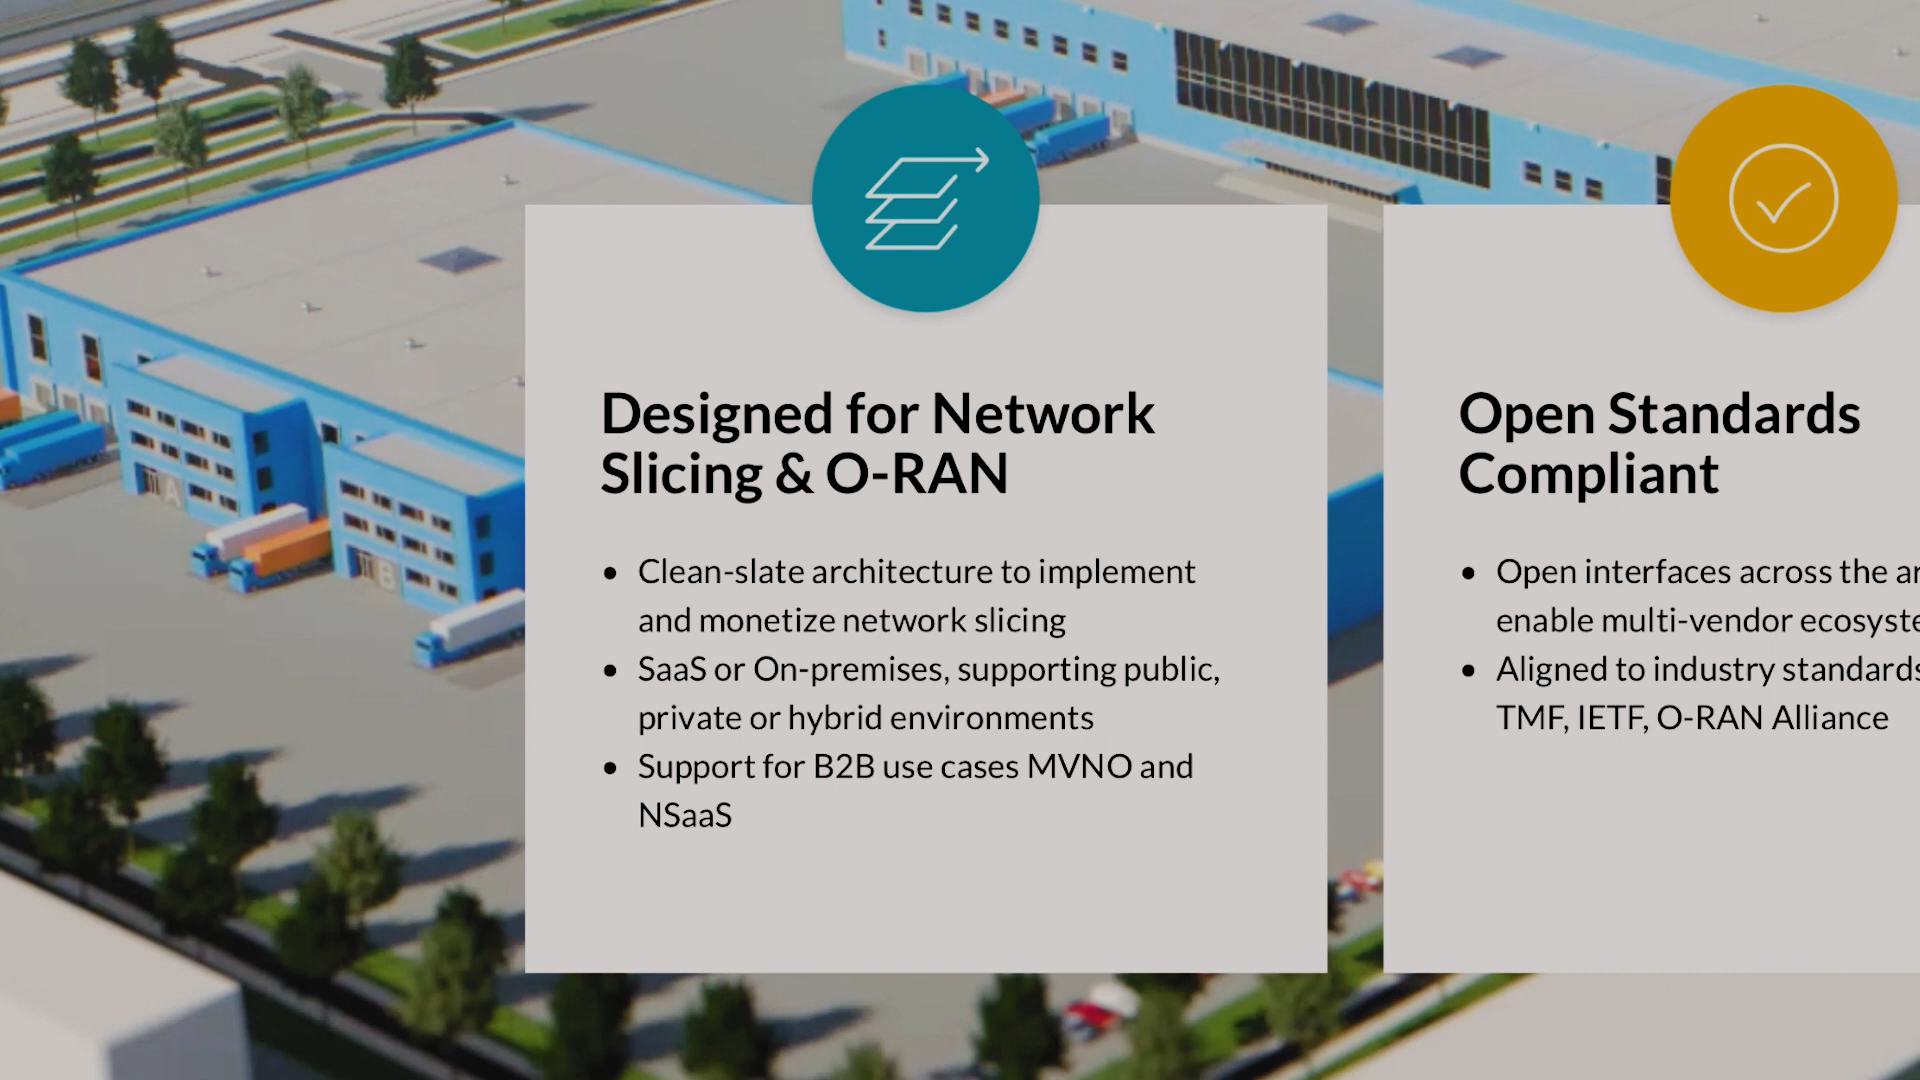 Designed for Network
Slicing & O-RAN
• Clean-slate architecture to implement
and monetize network slicing
• SaaS or On-premises, supporting public,
private or hybrid environments
• Support for B2B use cases MVNO and
NSaaS
Open Standards
Compliant
• Open interfaces across the
enable multi-vendor
• Aligned to industry standards
TMF, IETF, O-RAN Alliance
A
B